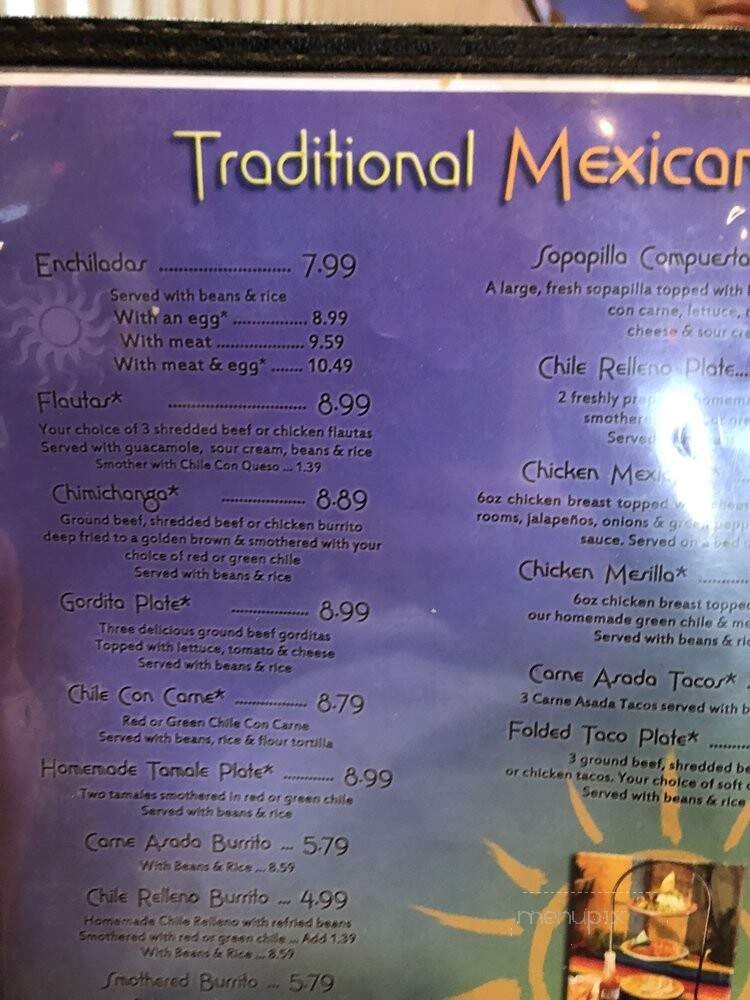 Traditional Mexican
Enchiladas ............................ 7.99
Served with beans & rice
With an egg* ................ 8.99
With meat ................... 9.59
With meat & egg* ....... 10.49
Flautas* .............................. 8.99
Your choice of 3 shredded beef or chicken flautas
Served with guacamole, sour cream, beans & rice
Smother with Chile Con Queso ... 1.39
Chimichanga* .................. 8.89
Ground beef, shredded beef or chicken burrito
deep fried to a golden brown & smothered with your
choice of red or green chile
Served with beans & rice
Gordita Plate* ................. 8.99
Three delicious ground beef gorditas
Topped with lettuce, tomato & cheese
Served with beans & rice
Chile Con Carne* ................ 8.79
Red or Green Chile Con Carne
Served with beans, rice & flour tortilla
Homemade Tamale Plate* ........... 8.99
Two tamales smothered in red or green chile
Served with beans & rice
Carne Asada Burrito ... 5.79
With Beans & Rice ... 8.59
Chile Relleno Burrito ... 4.99
Homemade Chile Relleno with refried beans
Smothered with red or green chile ... Add 1.39
With Beans & Rice ... 8.59
Smothered Burrito ... 5.79
Sopapilla Compuesta
A large, fresh sopapilla topped with
con carne, lettuce,
cheese & sour
Chile Relleno Plate...
2 freshly
Served
Chicken
6oz chicken breast topped
rooms, jalapeños, onions &
sauce. Served on a bed
Chicken Mesilla* ..........
6oz chicken breast topped
our homemade green chile &
Served with beans &
Carne Asada Tacos* .
3 Carne Asada Tacos served with
Folded Taco Plate* ........
3 ground beef, shredded
or chicken tacos. Your choice of soft
Served with beans & rice
menupix